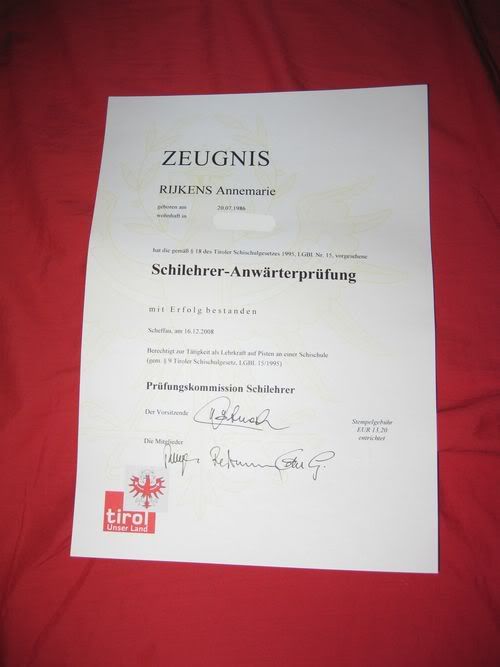 ZEUGNIS
RIJKENS Annemarie
geboren am 20.07.1986
wohnhaft in
hat die gemäß § 18 des Tiroler Schischulgesetzes 1995, LGBl. Nr. 15, vorgesehene
Schilehrer-Anwärterprüfung
mit Erfolg bestanden
Scheffau, am 16.12.2008
Berechtigt zur Tätigkeit als Lehrkraft auf Pisten an einer Schischule
(gem. § 9 Tiroler Schischulgesetz, LGBl. 15/1995)
Prüfungskommission Schilehrer
Der Vorsitzende
Stempelgebühr
EUR 13,20
entrichtet
Die Mitglieder
tirol
Unser Land